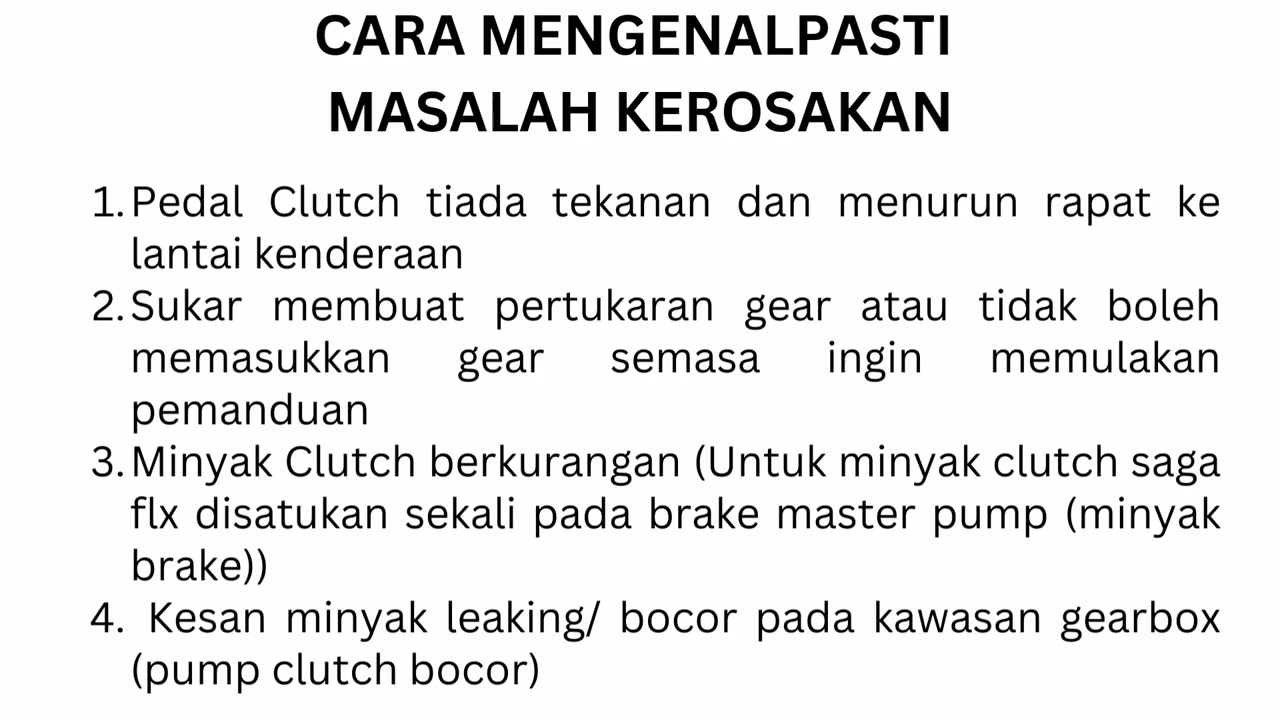 CARA MENGENALPASTI
MASALAH KEROSAKAN
1. Pedal Clutch tiada tekanan dan menurun rapat ke
lantai kenderaan
2. Sukar membuat pertukaran gear atau tidak boleh
memasukkan gear semasa ingin memulakan
pemanduan
3. Minyak Clutch berkurangan (Untuk minyak clutch saga
flx disatukan sekali pada brake master pump (minyak
brake))
4. Kesan minyak leaking/ bocor pada kawasan gearbox
(pump clutch bocor)